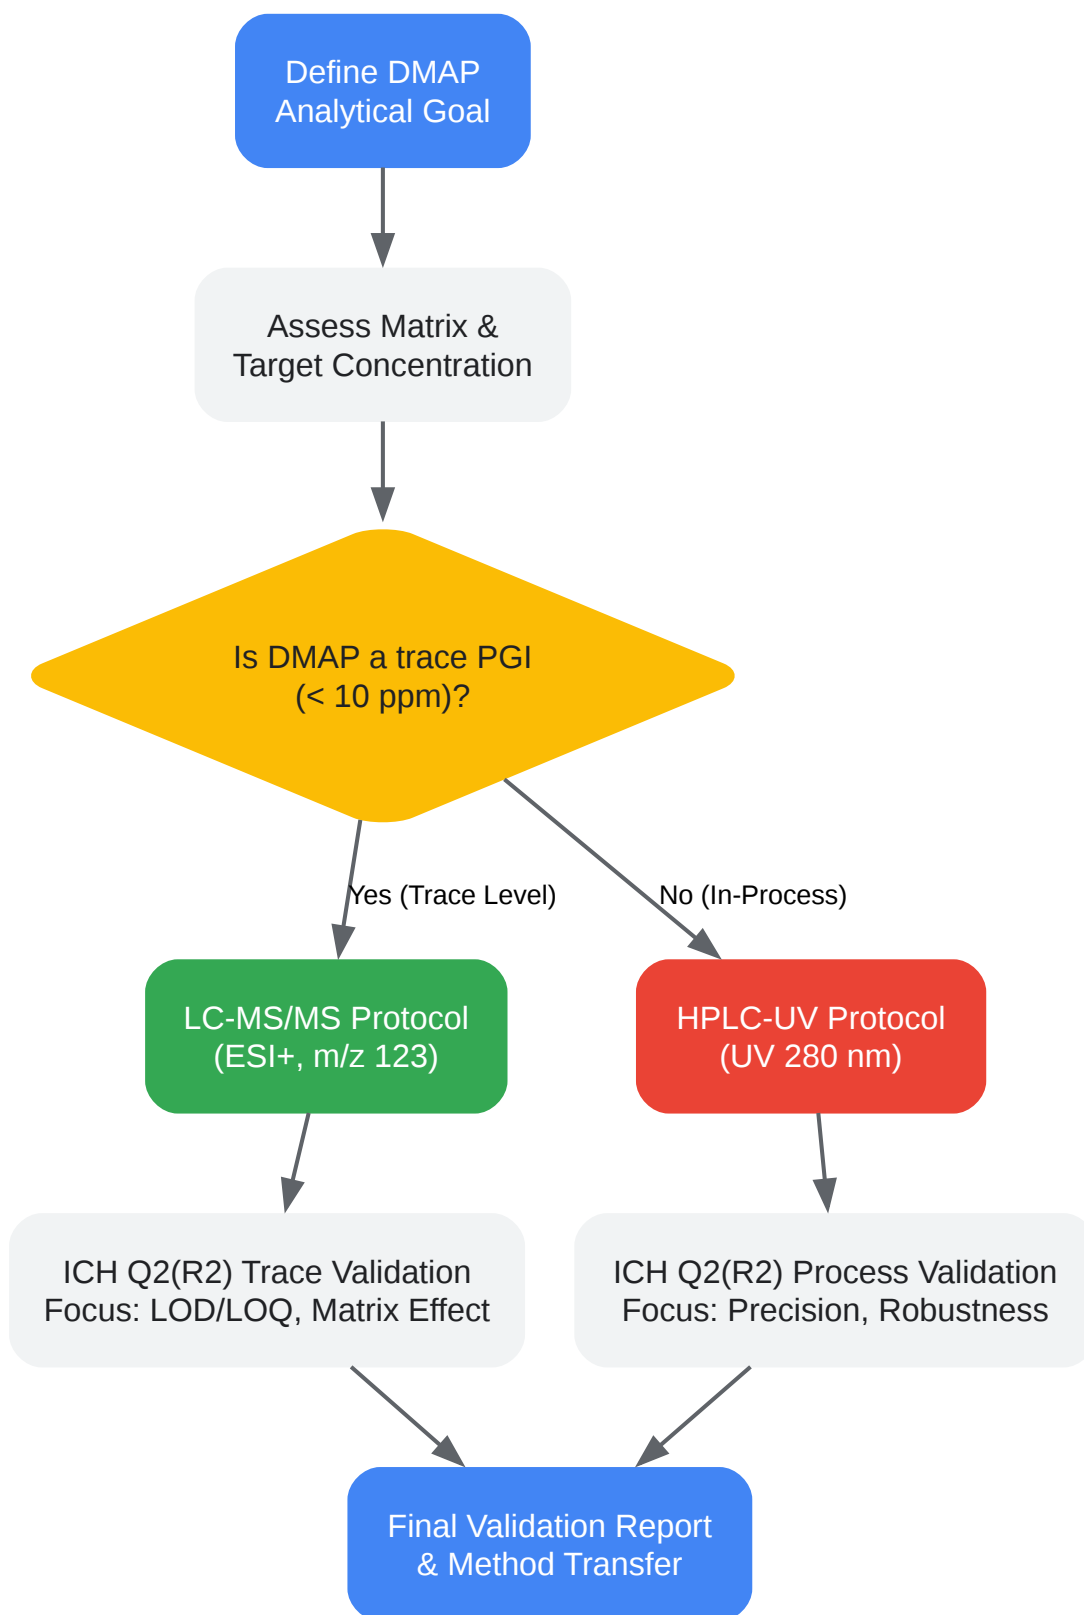 Define DMAP
Analytical Goal
Assess Matrix &
Target Concentration
Is DMAP a trace PGI
(< 10 ppm)?
Yes (Trace Level)
No (In-Process)
LC-MS/MS Protocol
(ESI+, m/z 123)
HPLC-UV Protocol
(UV 280 nm)
ICH Q2(R2) Trace Validation
Focus: LOD/LOQ, Matrix Effect
ICH Q2(R2) Process Validation
Focus: Precision, Robustness
Final Validation Report
& Method Transfer